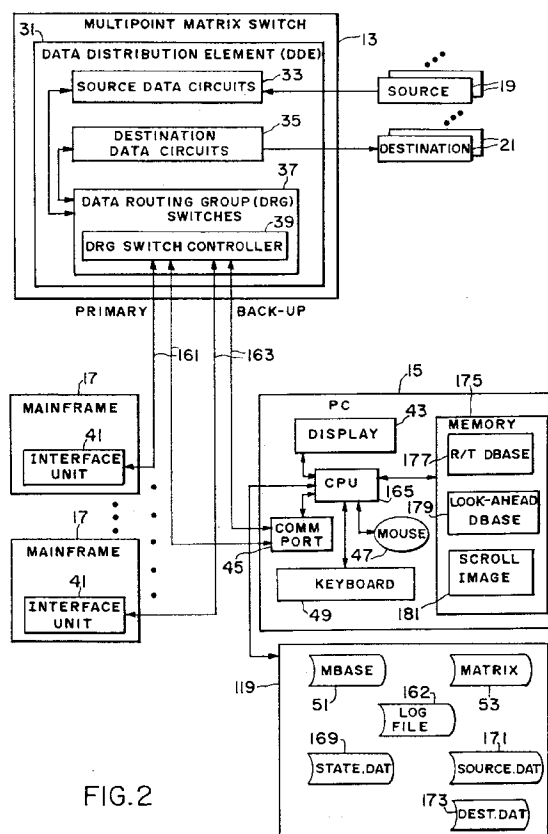 MULTIPOINT MATRIX SWITCH
13
31
DATA DISTRIBUTION ELEMENT (DDE)
33
SOURCE DATA CIRCUITS
SOURCE
19
35
DESTINATION
DATA CIRCUITS
DESTINATION
21
37
DATA ROUTING GROUP (DRG)
SWITCHES
39
DRG SWITCH CONTROLLER
PRIMARY
BACK-UP
161
163
17
MAINFRAME
41
INTERFACE
UNIT
17
MAINFRAME
41
INTERFACE
UNIT
15
PC
43
DISPLAY
CPU
165
COMM
PORT
45
MOUSE
47
KEYBOARD
49
175
MEMORY
177
R/T DBASE
179
LOOK-AHEAD
DBASE
SCROLL
IMAGE
181
119
MBASE
51
162
LOG
FILE
MATRIX
53
169
STATE.DAT
171
SOURCE.DAT
173
DEST.DAT
FIG.2